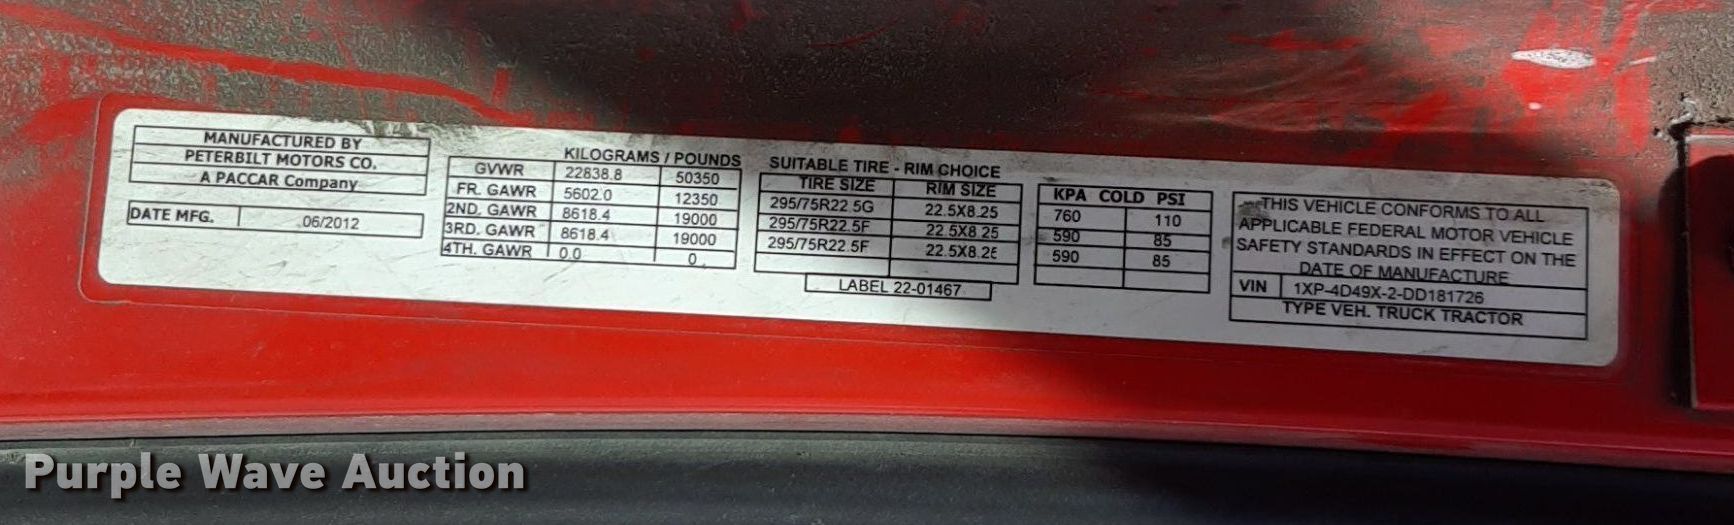 MANUFACTURED BY
PETERBILT MOTORS CO.
A PACCAR Company
DATE MFG. 06/2012
KILOGRAMS / POUNDS
GVWR 22838.8 50350
FR. GAWR 5602.0 12350
2ND. GAWR 8618.4 19000
3RD. GAWR 8618.4 19000
4TH. GAWR 0.0 0
SUITABLE TIRE - RIM CHOICE
TIRE SIZE RIM SIZE
295/75R22.5G 22.5X8.25
295/75R22.5F 22.5X8.25
295/75R22.5F 22.5X8.25
LABEL 22-01467
KPA COLD PSI
760 110
590 85
590 85
THIS VEHICLE CONFORMS TO ALL
APPLICABLE FEDERAL MOTOR VEHICLE
SAFETY STANDARDS IN EFFECT ON THE
DATE OF MANUFACTURE
VIN 1XP-4D49X-2-DD181726
TYPE VEH. TRUCK TRACTOR
Purple Wave Auction